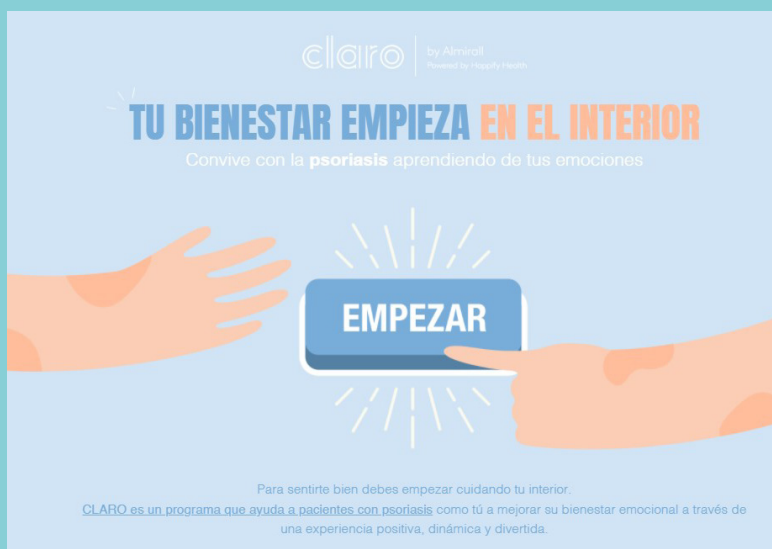 claro
by Almirall
Powered by Happify Health
TU BIENESTAR EMPIEZA EN EL INTERIOR
Convive con la psoriasis aprendiendo de tus emociones
EMPEZAR
Para sentirte bien debes empezar cuidando tu interior.
CLARO es un programa que ayuda a pacientes con psoriasis como tú a mejorar su bienestar emocional a través de
una experiencia positiva, dinámica y divertida.